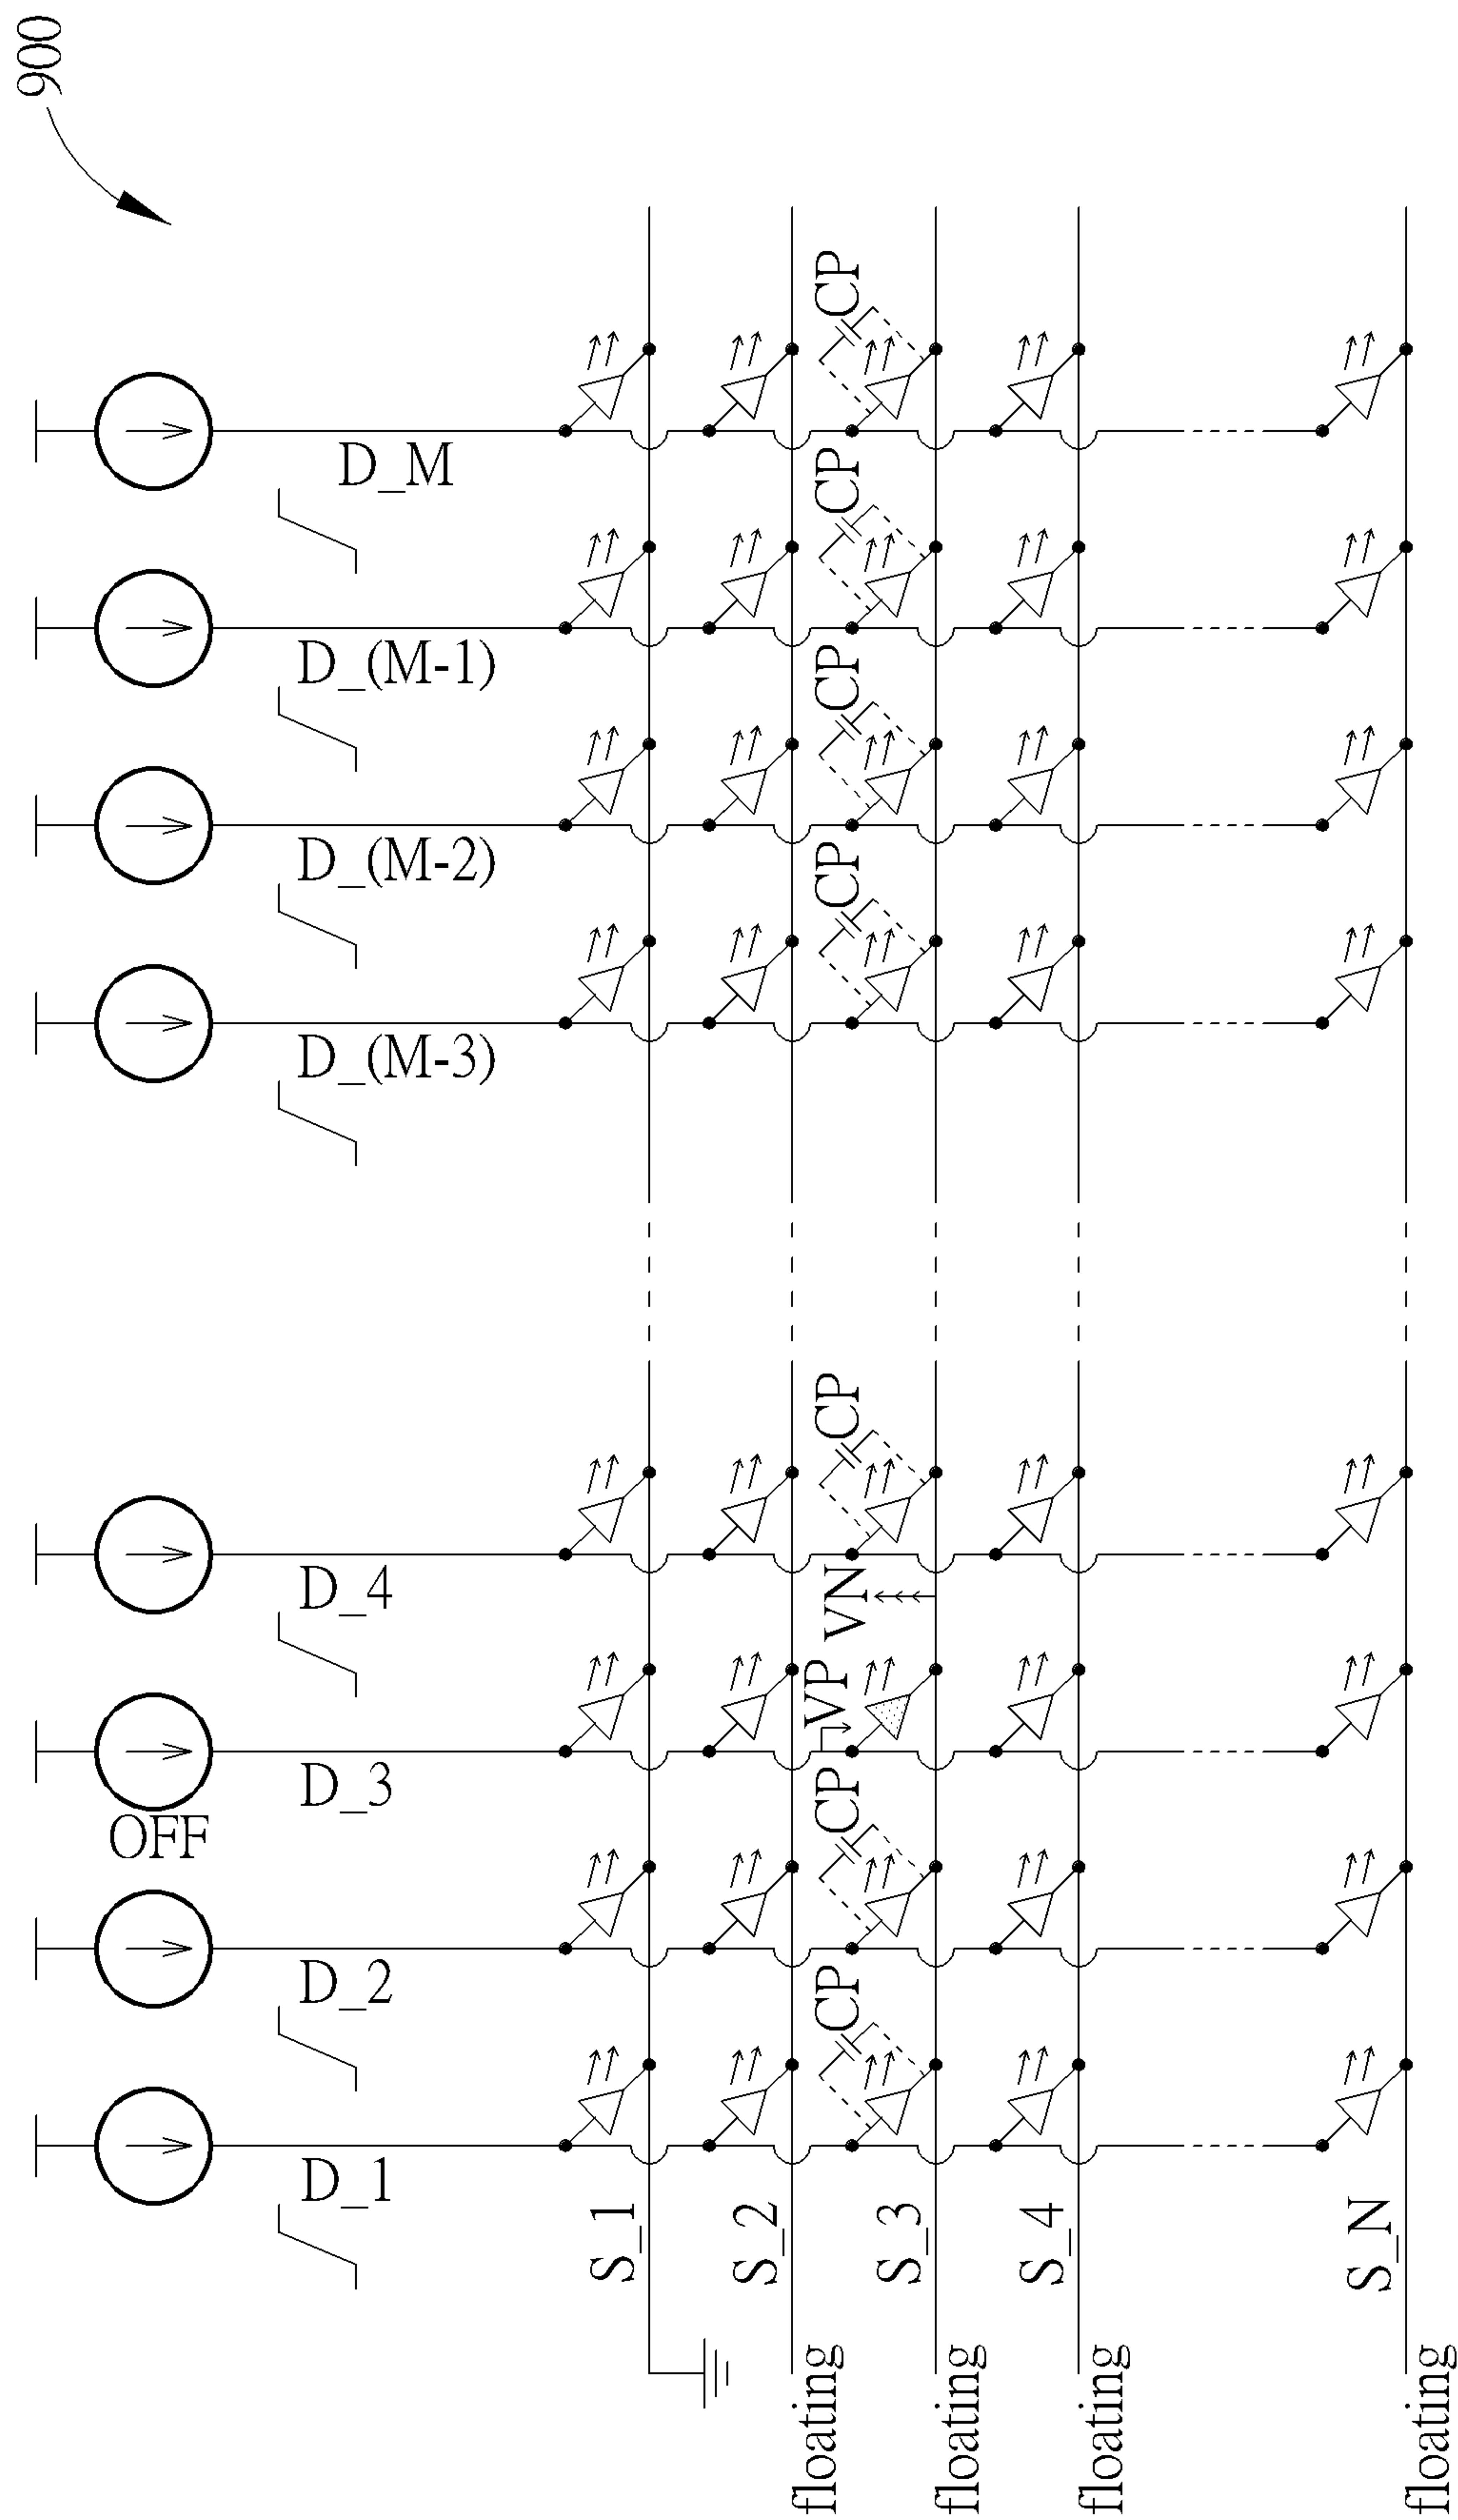 900
D_M
CP
D_(M-1)
CP
D_(M-2)
CP
D_(M-3)
CP
D_4
CP
VN
D_3
VP
OFF
D_2
CP
D_1
CP
S_1
S_2
S_3
S_4
S_N
floating
floating
floating
floating